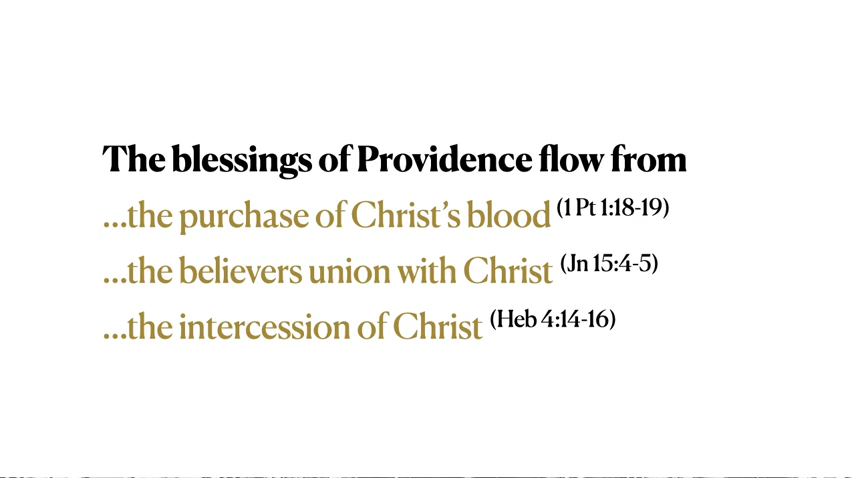 The blessings of Providence flow from
...the purchase of Christ's blood (1 Pt 1:18-19)
...the believers union with Christ (Jn 15:4-5)
...the intercession of Christ (Heb 4:14-16)